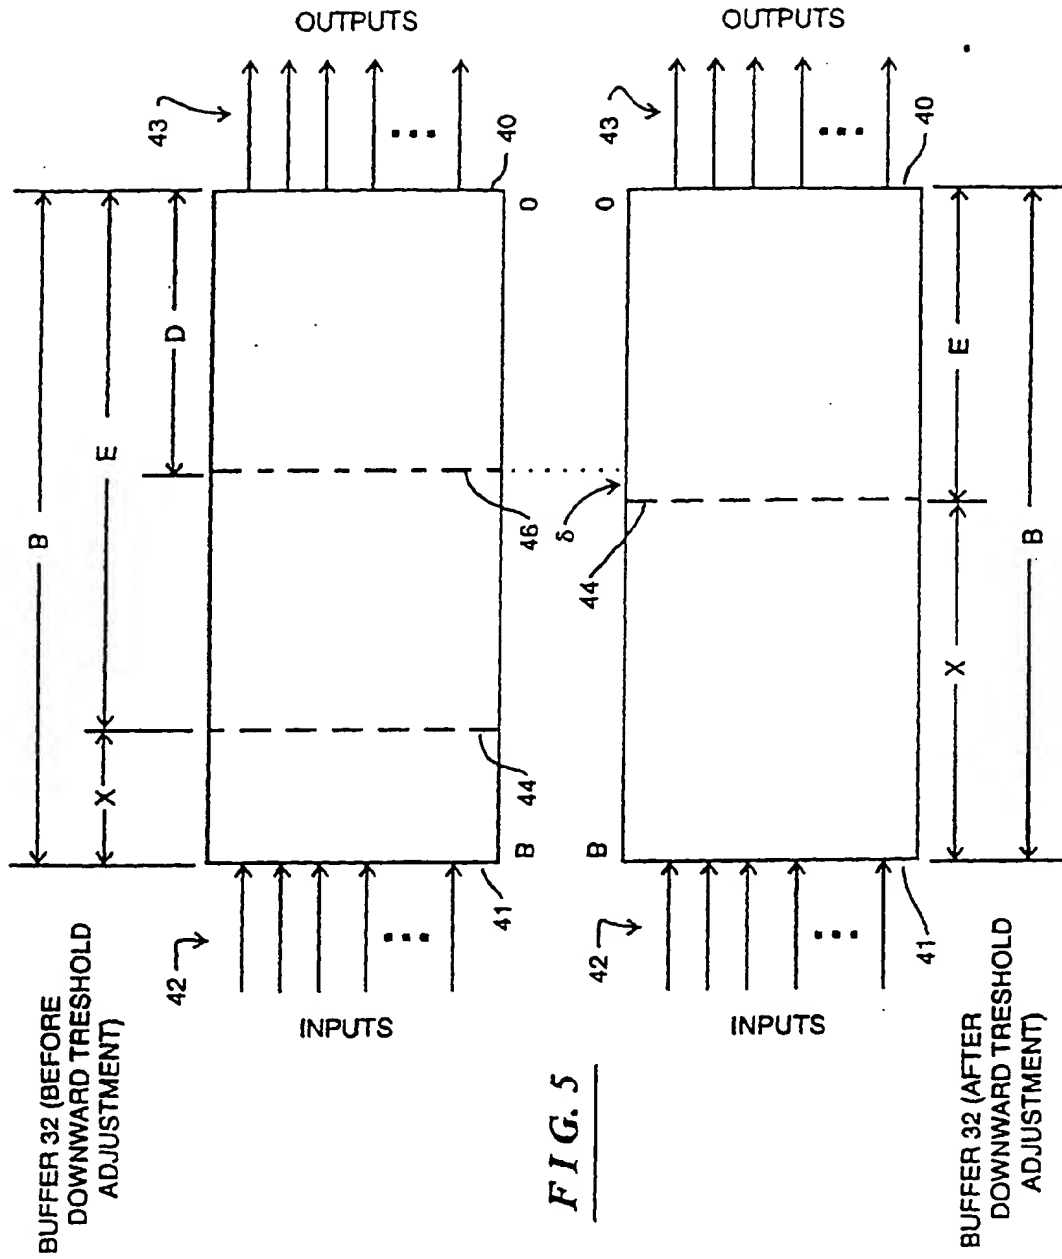 BUFFER 32 (BEFORE
DOWNWARD TRESHOLD
ADJUSTMENT)
B
X
E
D
42
43
INPUTS
OUTPUTS
41
B
44
46
0
40
FIG. 5
B
44
δ
0
42
43
INPUTS
OUTPUTS
41
40
X
E
B
BUFFER 32 (AFTER
DOWNWARD TRESHOLD
ADJUSTMENT)